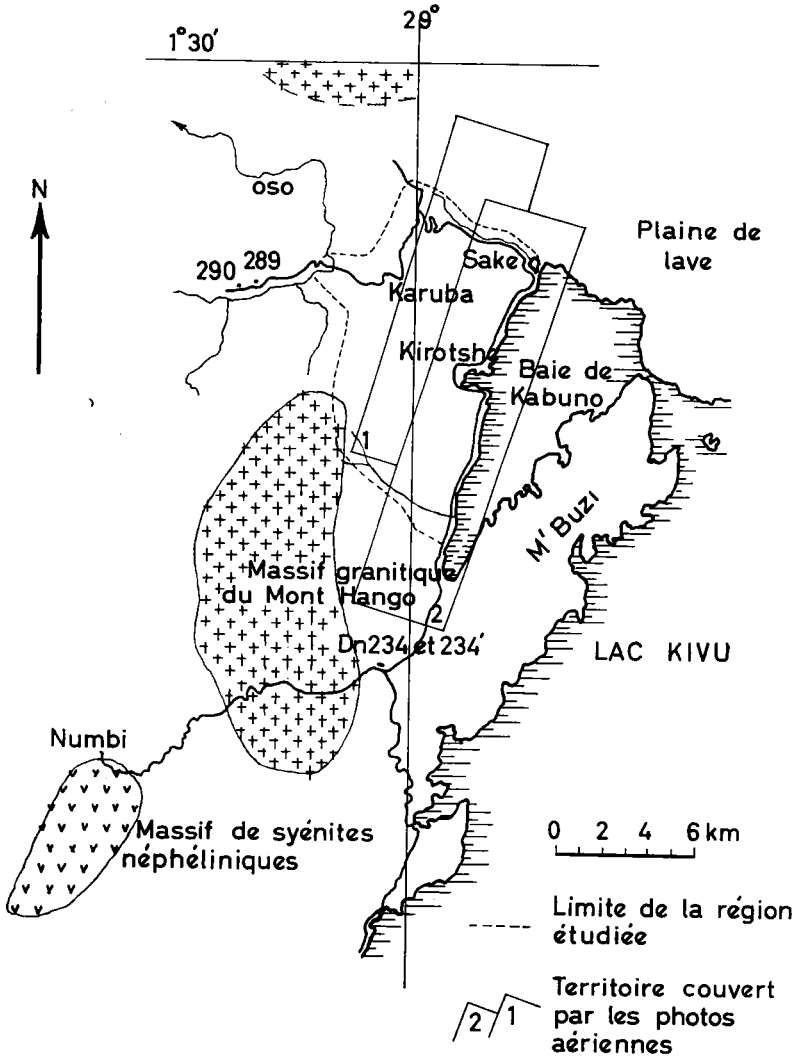 29°
1°30'
N
oso
Plaine de
lave
290 289
Sake
Karuba
Kirotshe
Baie de
Kabuno
1
M'Buzi
Massif granitique
du Mont Hango
2
Dn234 et 234'
LAC KIVU
Numbi
Massif de syénites
néphéliniques
0 2 4 6 km
Limite de la région
étudiée
2 1
Territoire couvert
par les photos
aériennes